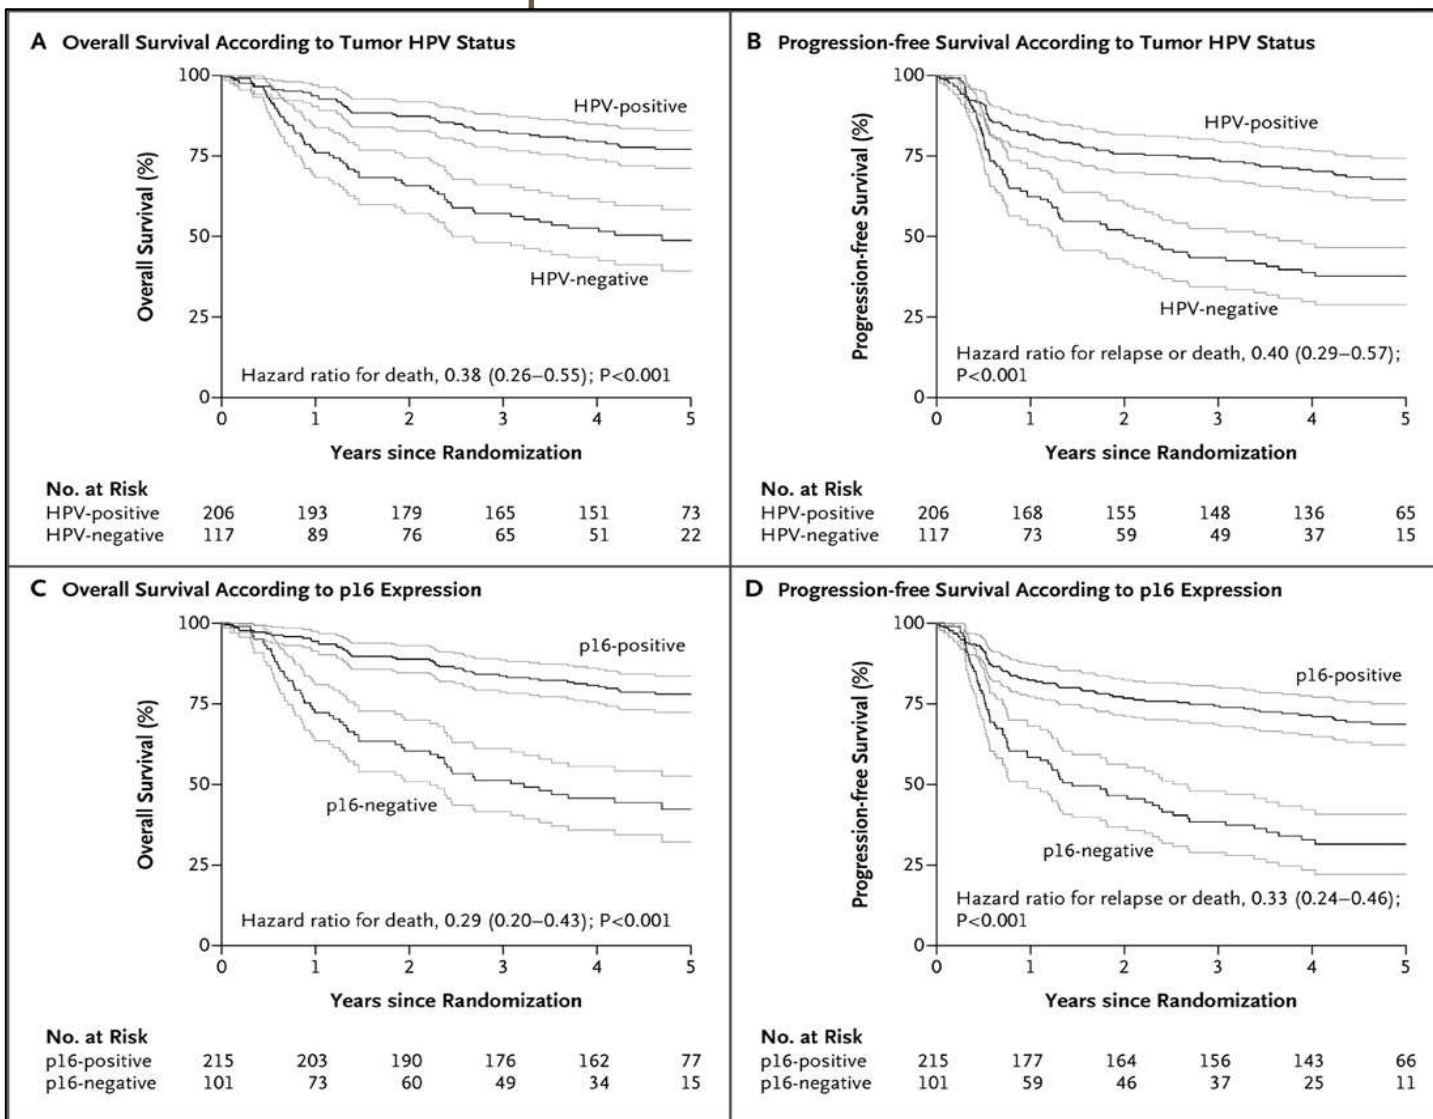 A Overall Survival According to Tumor HPV Status
100
75
50
25
0
Overall Survival (%)
HPV-positive
HPV-negative
Hazard ratio for death, 0.38 (0.26–0.55); P<0.001
0 1 2 3 4 5
Years since Randomization
No. at Risk
HPV-positive 206 193 179 165 151 73
HPV-negative 117 89 76 65 51 22
B Progression-free Survival According to Tumor HPV Status
100
75
50
25
0
Progression-free Survival (%)
HPV-positive
HPV-negative
Hazard ratio for relapse or death, 0.40 (0.29–0.57);
P<0.001
0 1 2 3 4 5
Years since Randomization
No. at Risk
HPV-positive 206 168 155 148 136 65
HPV-negative 117 73 59 49 37 15
C Overall Survival According to p16 Expression
100
75
50
25
0
Overall Survival (%)
p16-positive
p16-negative
Hazard ratio for death, 0.29 (0.20–0.43); P<0.001
0 1 2 3 4 5
Years since Randomization
No. at Risk
p16-positive 215 203 190 176 162 77
p16-negative 101 73 60 49 34 15
D Progression-free Survival According to p16 Expression
100
75
50
25
0
Progression-free Survival (%)
p16-positive
p16-negative
Hazard ratio for relapse or death, 0.33 (0.24–0.46);
P<0.001
0 1 2 3 4 5
Years since Randomization
No. at Risk
p16-positive 215 177 164 156 143 66
p16-negative 101 59 46 37 25 11